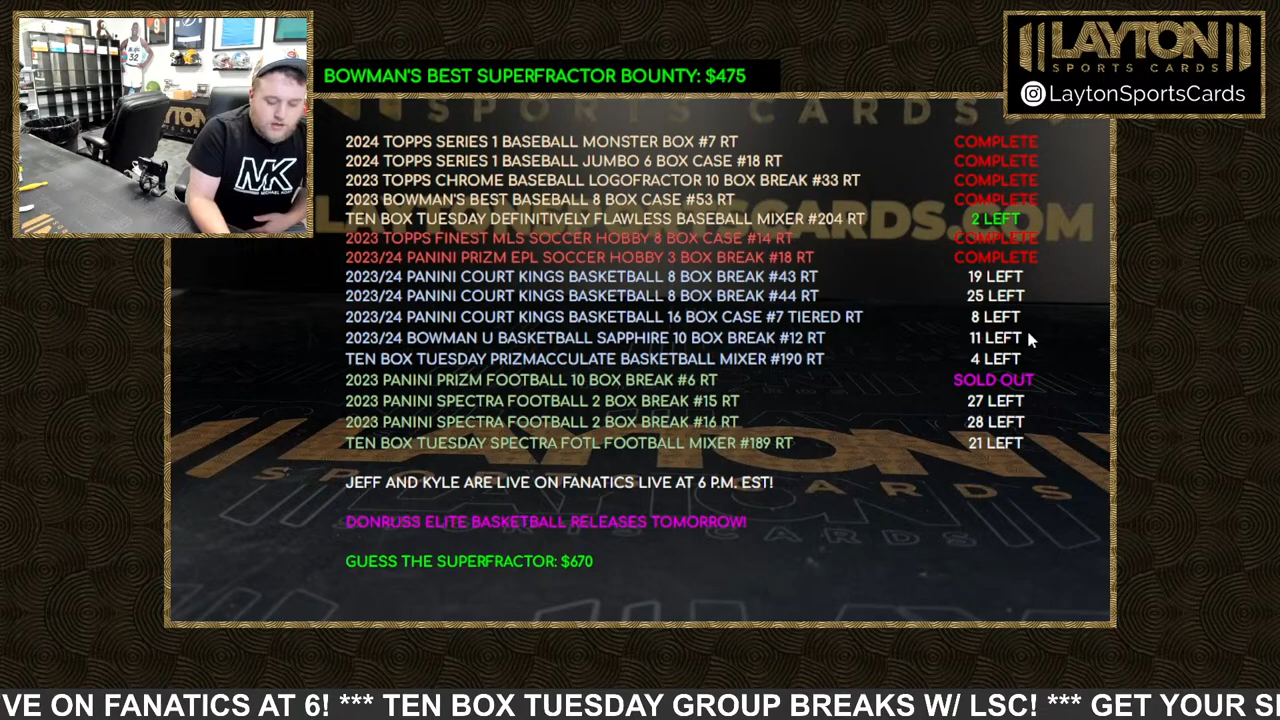 BOWMAN'S BEST SUPERFRACTOR BOUNTY: $475
LAYTON
SPORTS CARDS
LaytonSportsCards
SPORTS CARDS
2024 TOPPS SERIES 1 BASEBALL MONSTER BOX #7 RT COMPLETE
2024 TOPPS SERIES 1 BASEBALL JUMBO 6 BOX CASE #18 RT COMPLETE
2023 TOPPS CHROME BASEBALL LOGOFRACTOR 10 BOX BREAK #33 RT COMPLETE
2023 BOWMAN'S BEST BASEBALL 8 BOX CASE #53 RT COMPLETE
TEN BOX TUESDAY DEFINITIVELY FLAWLESS BASEBALL MIXER #204 RT 2 LEFT
2023 TOPPS FINEST MLS SOCCER HOBBY 8 BOX CASE #14 RT COMPLETE
2023/24 PANINI PRIZM EPL SOCCER HOBBY 3 BOX BREAK #18 RT COMPLETE
2023/24 PANINI COURT KINGS BASKETBALL 8 BOX BREAK #43 RT 19 LEFT
2023/24 PANINI COURT KINGS BASKETBALL 8 BOX BREAK #44 RT 25 LEFT
2023/24 PANINI COURT KINGS BASKETBALL 16 BOX CASE #7 TIERED RT 8 LEFT
2023/24 BOWMAN U BASKETBALL SAPPHIRE 10 BOX BREAK #12 RT 11 LEFT
TEN BOX TUESDAY PRIZMACCULATE BASKETBALL MIXER #190 RT 4 LEFT
2023 PANINI PRIZM FOOTBALL 10 BOX BREAK #6 RT SOLD OUT
2023 PANINI SPECTRA FOOTBALL 2 BOX BREAK #15 RT 27 LEFT
2023 PANINI SPECTRA FOOTBALL 2 BOX BREAK #16 RT 28 LEFT
TEN BOX TUESDAY SPECTRA FOTL FOOTBALL MIXER #189 RT 21 LEFT
JEFF AND KYLE ARE LIVE ON FANATICS LIVE AT 6 P.M. EST!
DONRUSS ELITE BASKETBALL RELEASES TOMORROW!
GUESS THE SUPERFRACTOR: $670
MK
VE ON FANATICS AT 6! *** TEN BOX TUESDAY GROUP BREAKS W/ LSC! *** GET YOUR S